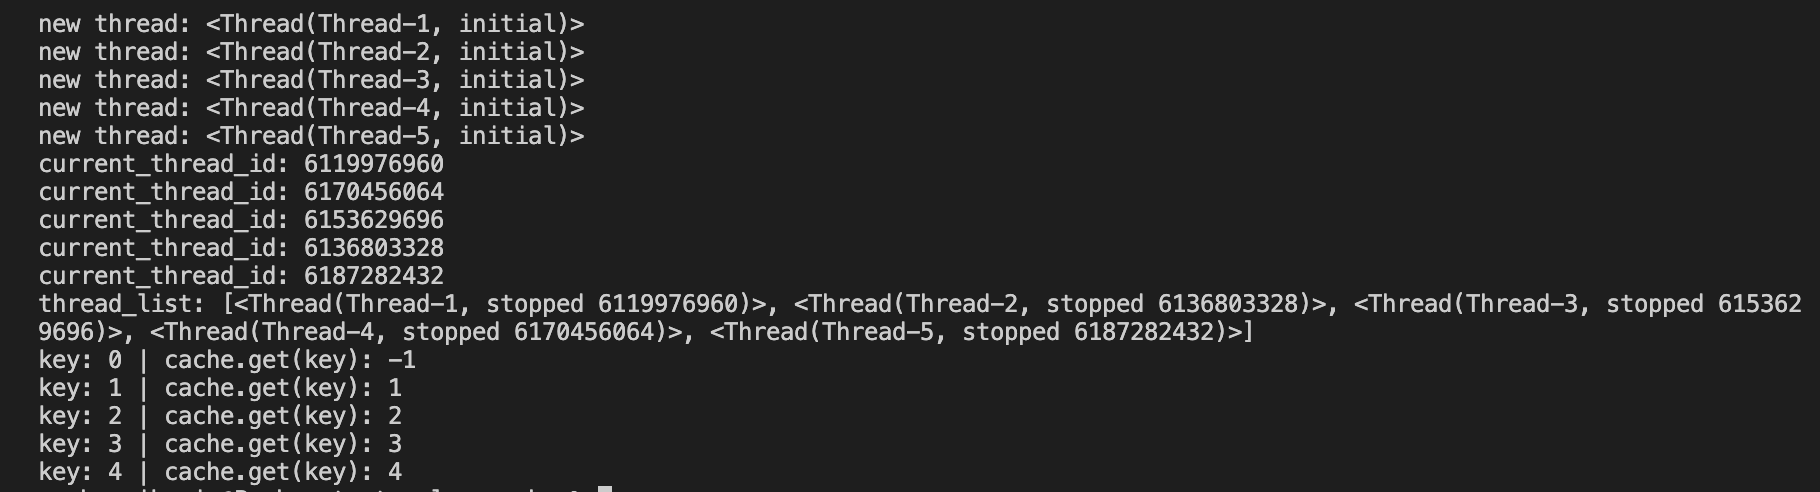 new thread: <Thread(Thread-1, initial)>
new thread: <Thread(Thread-2, initial)>
new thread: <Thread(Thread-3, initial)>
new thread: <Thread(Thread-4, initial)>
new thread: <Thread(Thread-5, initial)>
current_thread_id: 6119976960
current_thread_id: 6170456064
current_thread_id: 6153629696
current_thread_id: 6136803328
current_thread_id: 6187282432
thread_list: [<Thread(Thread-1, stopped 6119976960)>, <Thread(Thread-2, stopped 6136803328)>, <Thread(Thread-3, stopped 615362
9696)>, <Thread(Thread-4, stopped 6170456064)>, <Thread(Thread-5, stopped 6187282432)>]
key: 0 | cache.get(key): -1
key: 1 | cache.get(key): 1
key: 2 | cache.get(key): 2
key: 3 | cache.get(key): 3
key: 4 | cache.get(key): 4